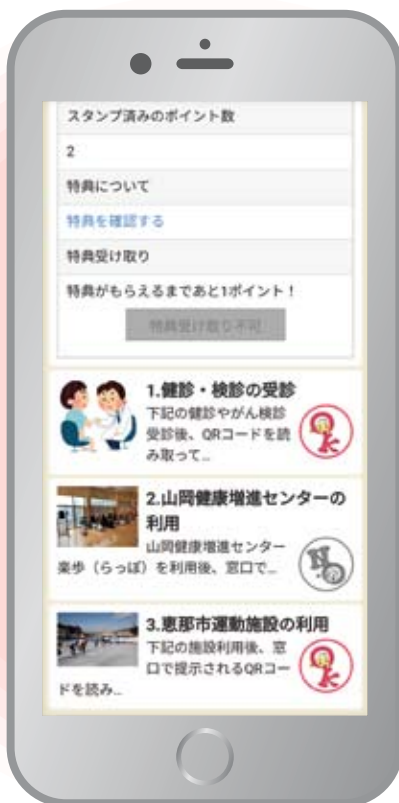 スタンプ済みのポイント数
2
特典について
特典を確認する
特典受け取り
特典がもらえるまであと1ポイント！
特典受け取り不可
1.健診・検診の受診
下記の健診やがん検診
受診後、QRコードを読
み取って…
OK
2.山岡健康増進センターの
利用
山岡健康増進センター
楽歩（らっぽ）を利用後、窓口で…
NO
3.恵那市運動施設の利用
下記の施設利用後、窓
口で提示されるQRコー
ドを読み…
OK